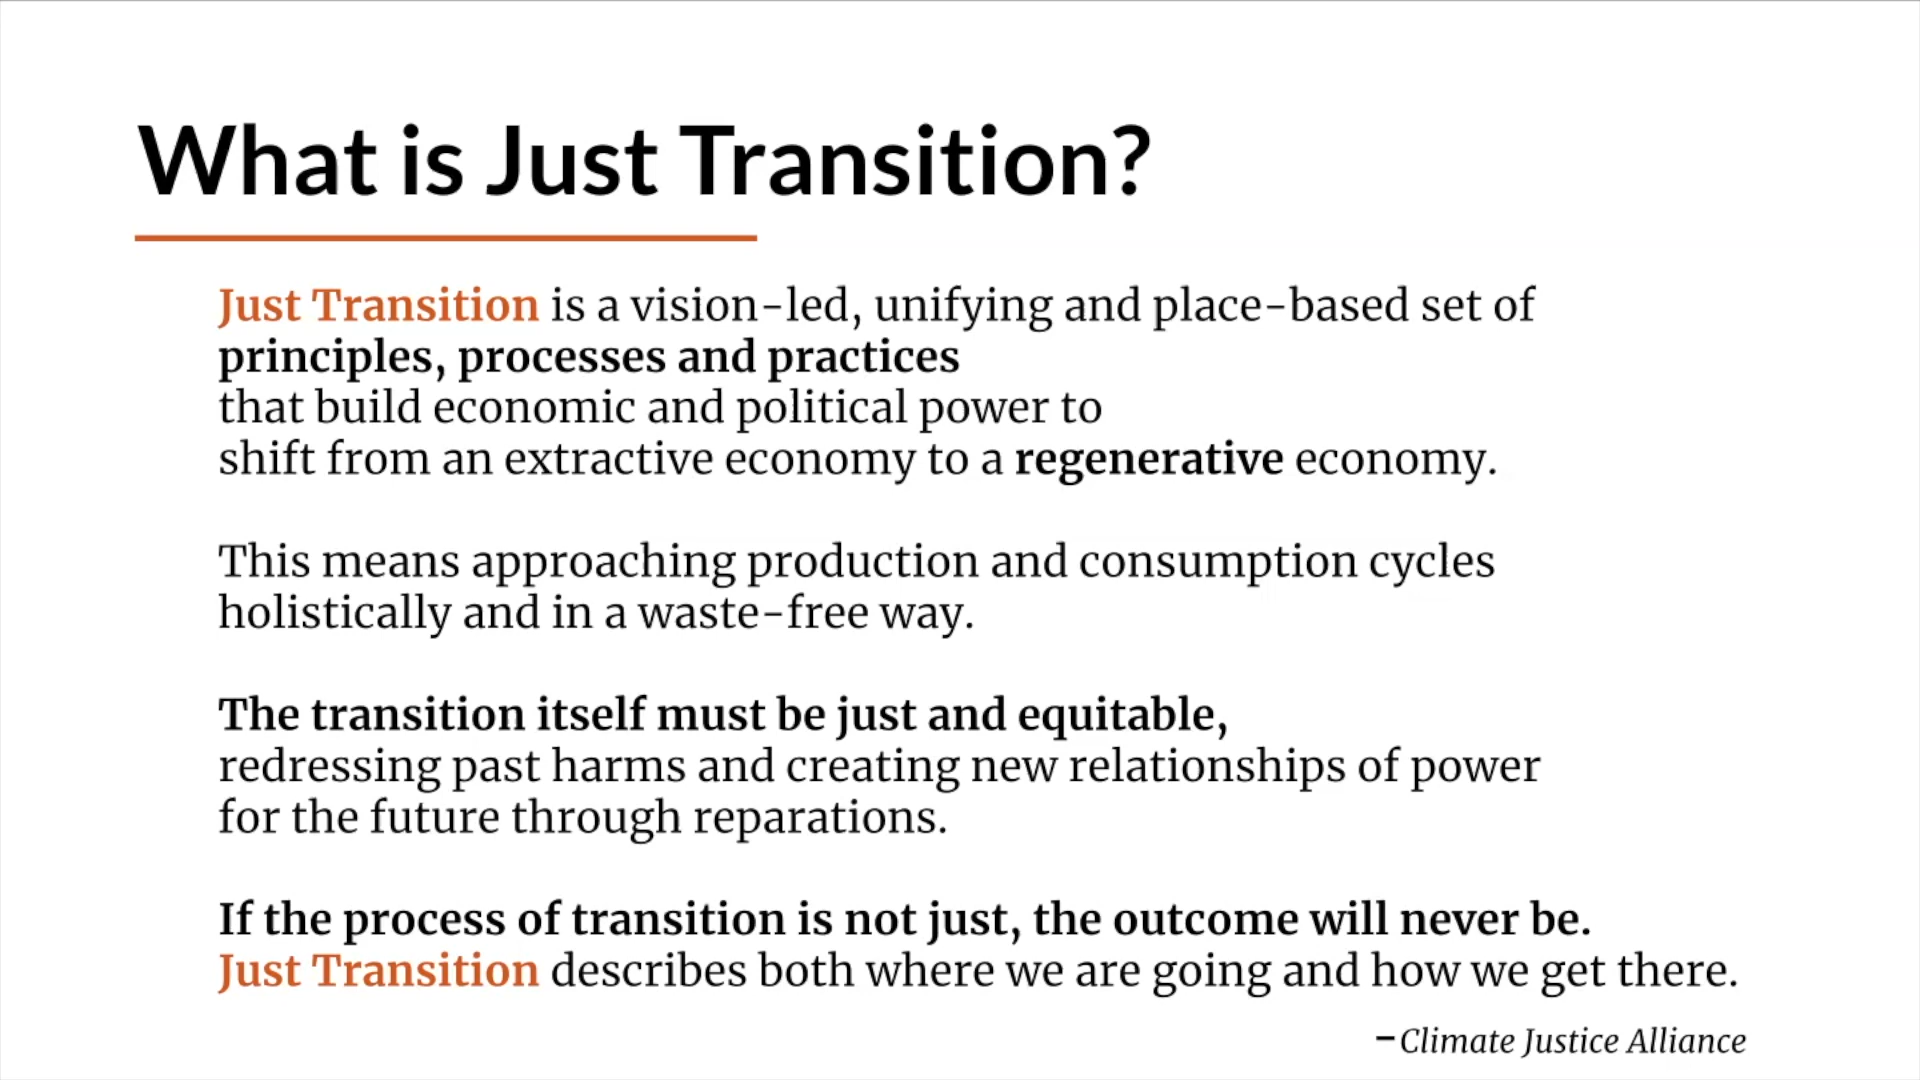 What is Just Transition?
Just Transition is a vision-led, unifying and place-based set of
principles, processes and practices
that build economic and political power to
shift from an extractive economy to a regenerative economy.
This means approaching production and consumption cycles
holistically and in a waste-free way.
The transition itself must be just and equitable,
redressing past harms and creating new relationships of power
for the future through reparations.
If the process of transition is not just, the outcome will never be.
Just Transition describes both where we are going and how we get there.
–Climate Justice Alliance